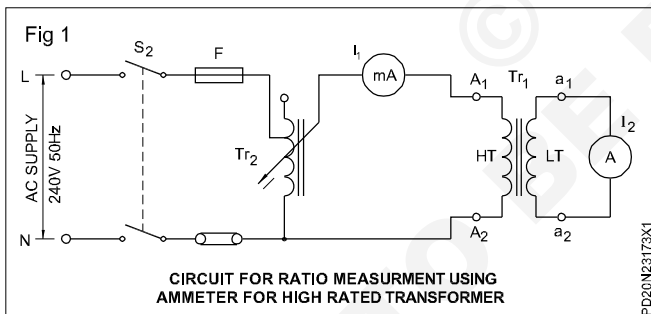 Fig 1
S2
F
I1
mA
A1
Tr1
a1
L
AC SUPPLY
240V 50Hz
Tr2
HT
LT
I2
A
N
A2
a2
CIRCUIT FOR RATIO MEASURMENT USING
AMMETER FOR HIGH RATED TRANSFORMER
PD20N23173X1